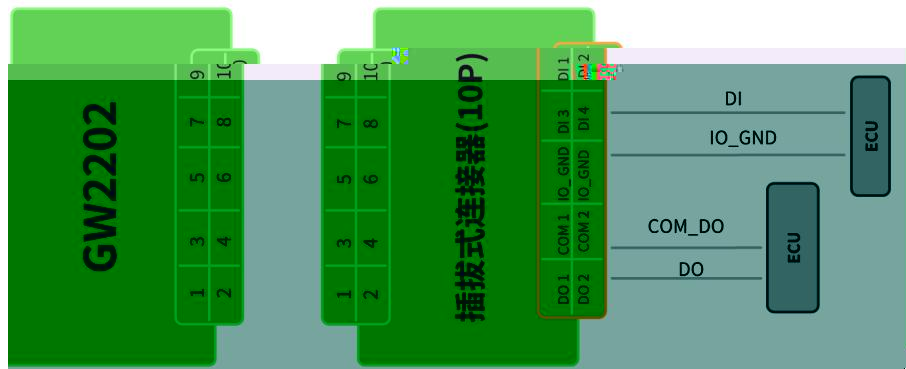 GW2202
9 10
7 8
5 6
3 4
1 2
9 10
7 8
5 6
3 4
1 2
插拔式连接器(10P)
DI 1 DI 2
DI 3 DI 4
IO_GND IO_GND
COM 1 COM 2
DO 1 DO 2
DI
IO_GND
ECU
COM_DO
DO
ECU